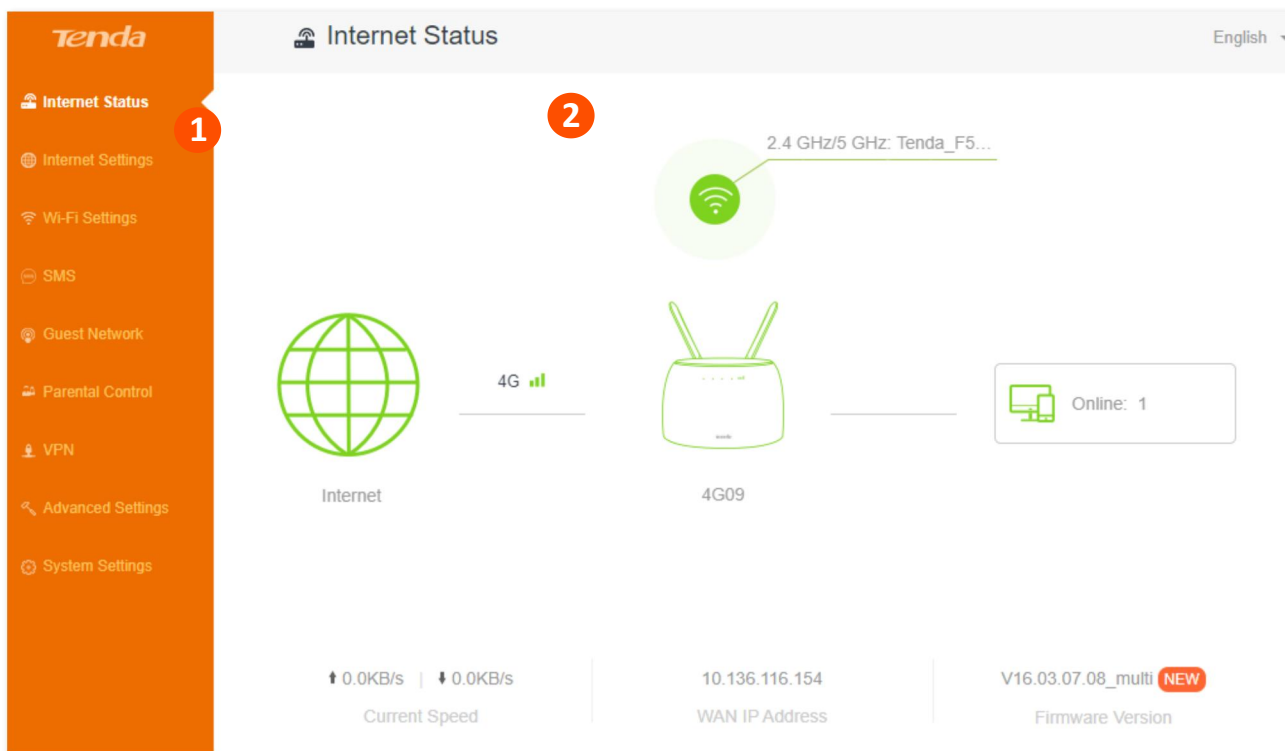 Tenda
Internet Status
English
Internet Status
1
2
2.4 GHz/5 GHz: Tenda_F5...
Internet Settings
Wi-Fi Settings
SMS
Guest Network
Parental Control
VPN
Advanced Settings
System Settings
4G
Online: 1
Internet
4G09
0.0KB/s | 0.0KB/s
Current Speed
10.136.116.154
WAN IP Address
V16.03.07.08_multi NEW
Firmware Version